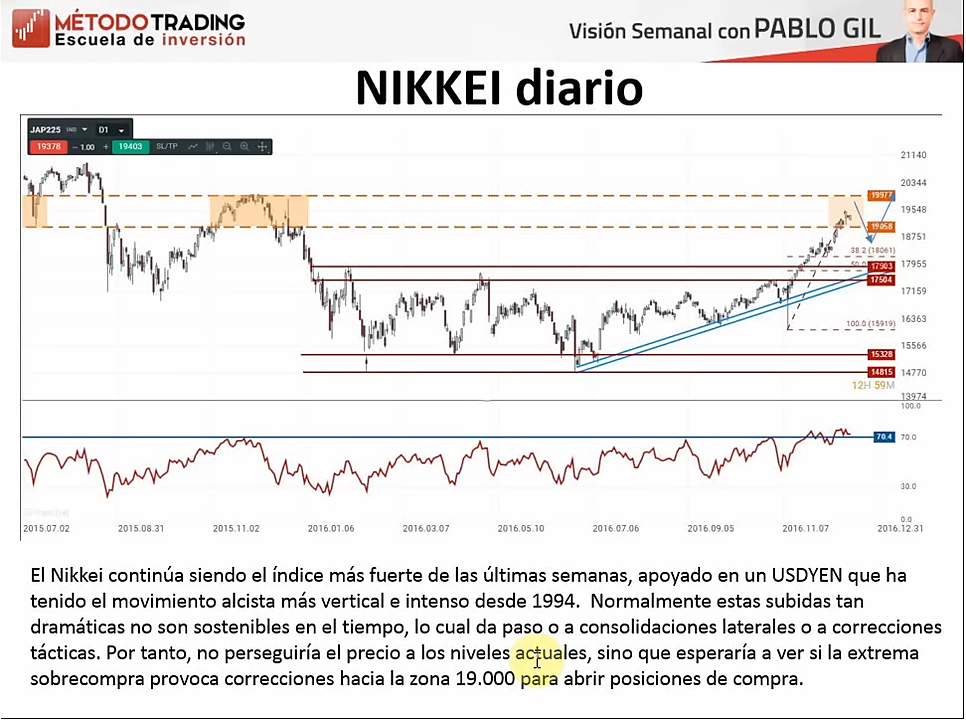 MÉTODOTRADING
Escuela de inversión
Visión Semanal con PABLO GIL
NIKKEI diario
JAP225 D1
19378 – 1.00 + 19403 SL/TP
21140
20344
19977
19548
19058
18751
38.2 (18061)
17955
50.0
17903
17504
17159
16363
100.0 (15919)
15566
15328
14815
14770
12H 59M
13974
100.0
70.4
70.0
30.0
0.0
2015.07.02 2015.08.31 2015.11.02 2016.01.06 2016.03.07 2016.05.10 2016.07.06 2016.09.05 2016.11.07 2016.12.31
El Nikkei continúa siendo el índice más fuerte de las últimas semanas, apoyado en un USDYEN que ha
tenido el movimiento alcista más vertical e intenso desde 1994. Normalmente estas subidas tan
dramáticas no son sostenibles en el tiempo, lo cual da paso o a consolidaciones laterales o a correcciones
tácticas. Por tanto, no perseguiría el precio a los niveles actuales, sino que esperaría a ver si la extrema
sobrecompra provoca correcciones hacia la zona 19.000 para abrir posiciones de compra.